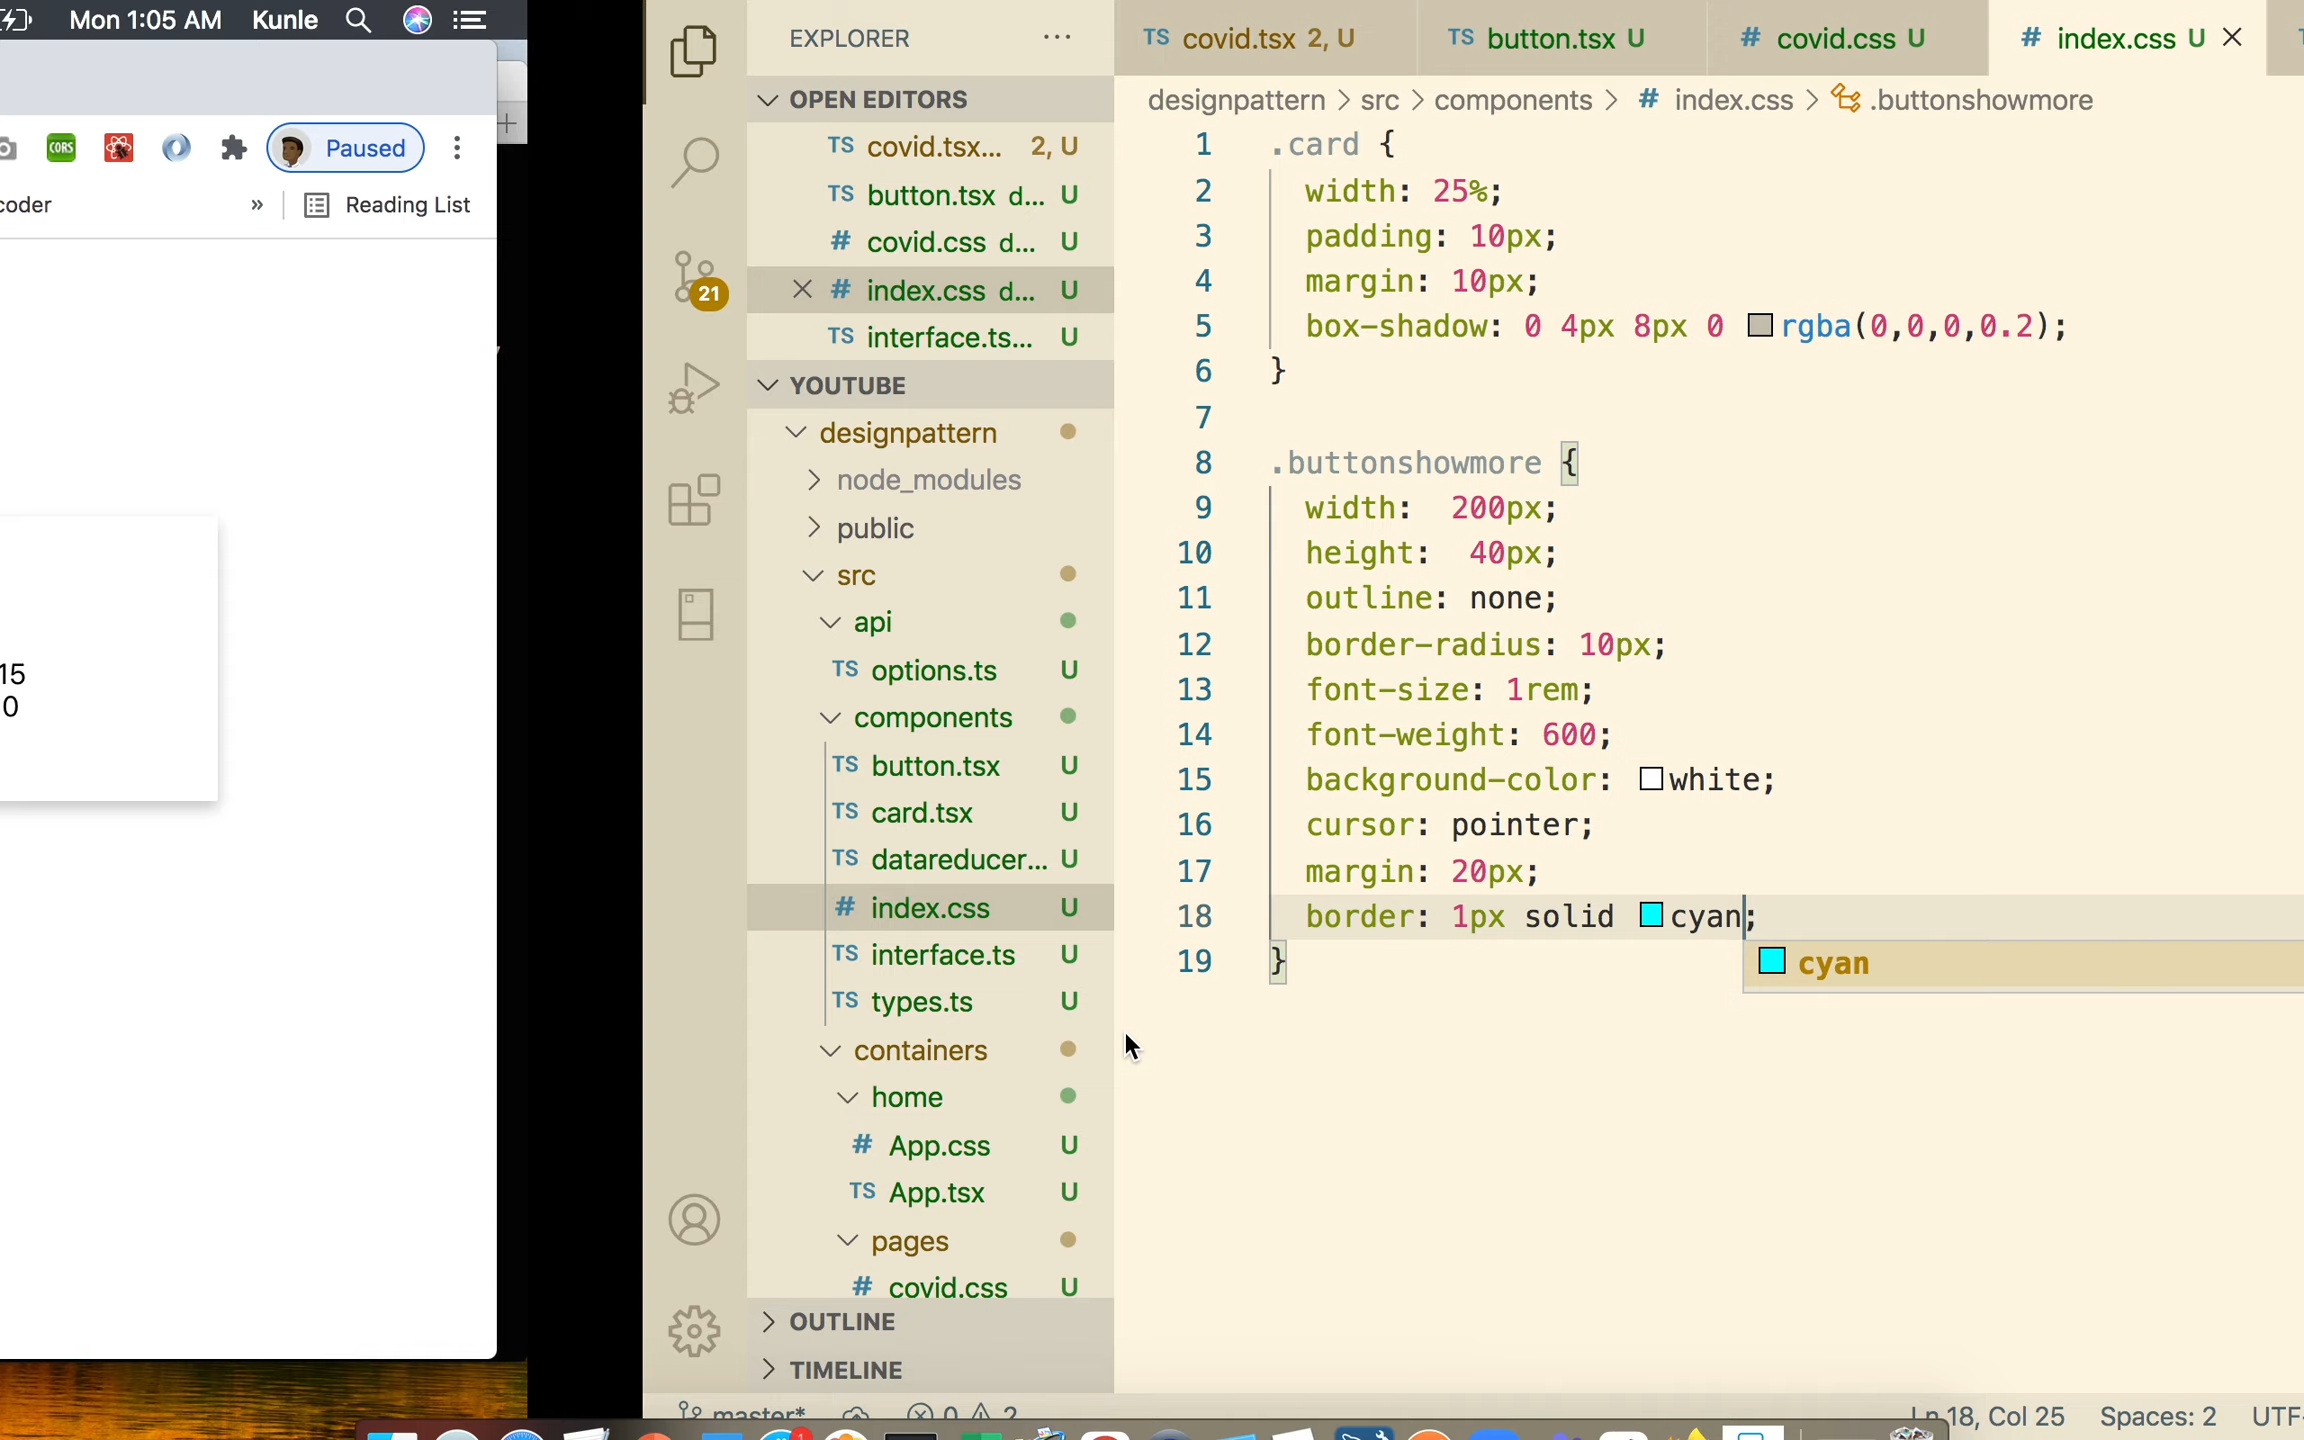 Mon 1:05 AM Kunle
CORS
Paused
coder
» Reading List
15
0
EXPLORER ...
OPEN EDITORS
TS covid.tsx... 2, U
TS button.tsx d... U
# covid.css d... U
# index.css d... U
TS interface.ts... U
21
YOUTUBE
designpattern
node_modules
public
src
api
TS options.ts U
components
TS button.tsx U
TS card.tsx U
TS datareducer... U
# index.css U
TS interface.ts U
TS types.ts U
containers
home
# App.css U
TS App.tsx U
pages
# covid.css U
OUTLINE
TIMELINE
TS covid.tsx 2, U TS button.tsx U # covid.css U # index.css U
designpattern > src > components > # index.css > .buttonshowmore
1 .card {
2 width: 25%;
3 padding: 10px;
4 margin: 10px;
5 box-shadow: 0 4px 8px 0 rgba(0,0,0,0.2);
6 }
7
8 .buttonshowmore {
9 width:  200px;
10 height:  40px;
11 outline: none;
12 border-radius: 10px;
13 font-size: 1rem;
14 font-weight: 600;
15 background-color: white;
16 cursor: pointer;
17 margin: 20px;
18 border: 1px solid cyan;
19 }
cyan
master* 0 2 Ln 18, Col 25 Spaces: 2 UTF-
1